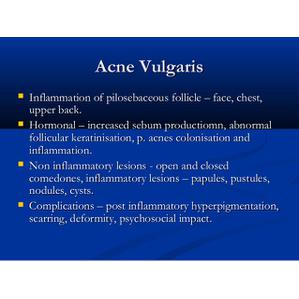 Acne Vulgaris
Inflammation of pilosebaceous follicle – face, chest,
upper back.
Hormonal – increased sebum productiomn, abnormal
follicular keratinisation, p. acnes colonisation and
inflammation.
Non inflammatory lesions - open and closed
comedones, inflammatory lesions – papules, pustules,
nodules, cysts.
Complications – post inflammatory hyperpigmentation,
scarring, deformity, psychosocial impact.